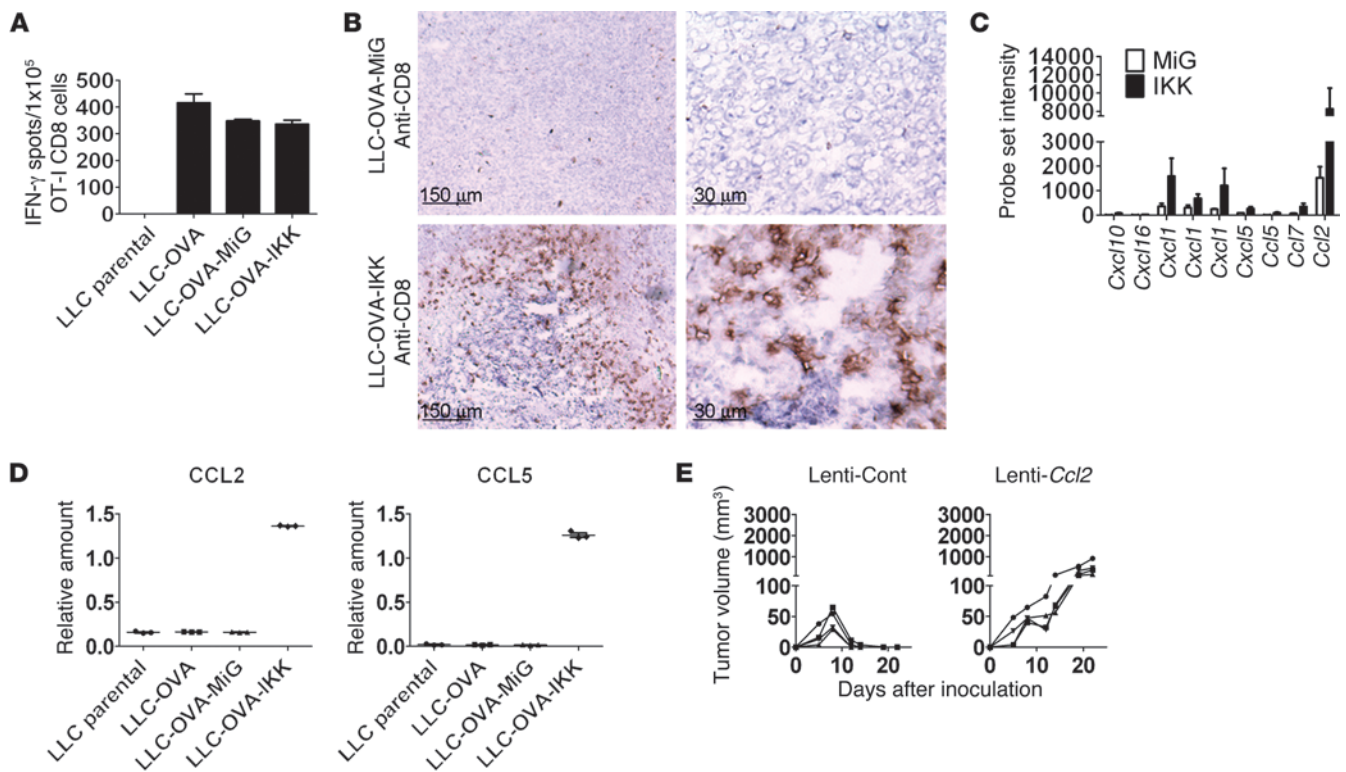 A
IFN-γ spots/1x10⁵
OT-I CD8 cells
500
400
300
200
100
0
LLC parental
LLC-OVA
LLC-OVA-MiG
LLC-OVA-IKK
B
LLC-OVA-MiG
Anti-CD8
150 µm
30 µm
LLC-OVA-IKK
Anti-CD8
150 µm
30 µm
C
Probe set intensity
14000
12000
10000
8000
3000
2000
1000
0
MiG
IKK
Cxcl10
Cxcl16
Cxcl1
Cxcl1
Cxcl1
Cxcl5
Ccl5
Ccl7
Ccl2
D
CCL2
Relative amount
1.5
1.0
0.5
0.0
LLC parental
LLC-OVA
LLC-OVA-MiG
LLC-OVA-IKK
CCL5
Relative amount
1.5
1.0
0.5
0.0
LLC parental
LLC-OVA
LLC-OVA-MiG
LLC-OVA-IKK
E
Tumor volume (mm³)
Lenti-Cont
3000
2000
1000
100
50
0
0 10 20
Lenti-Ccl2
3000
2000
1000
100
50
0
0 10 20
Days after inoculation